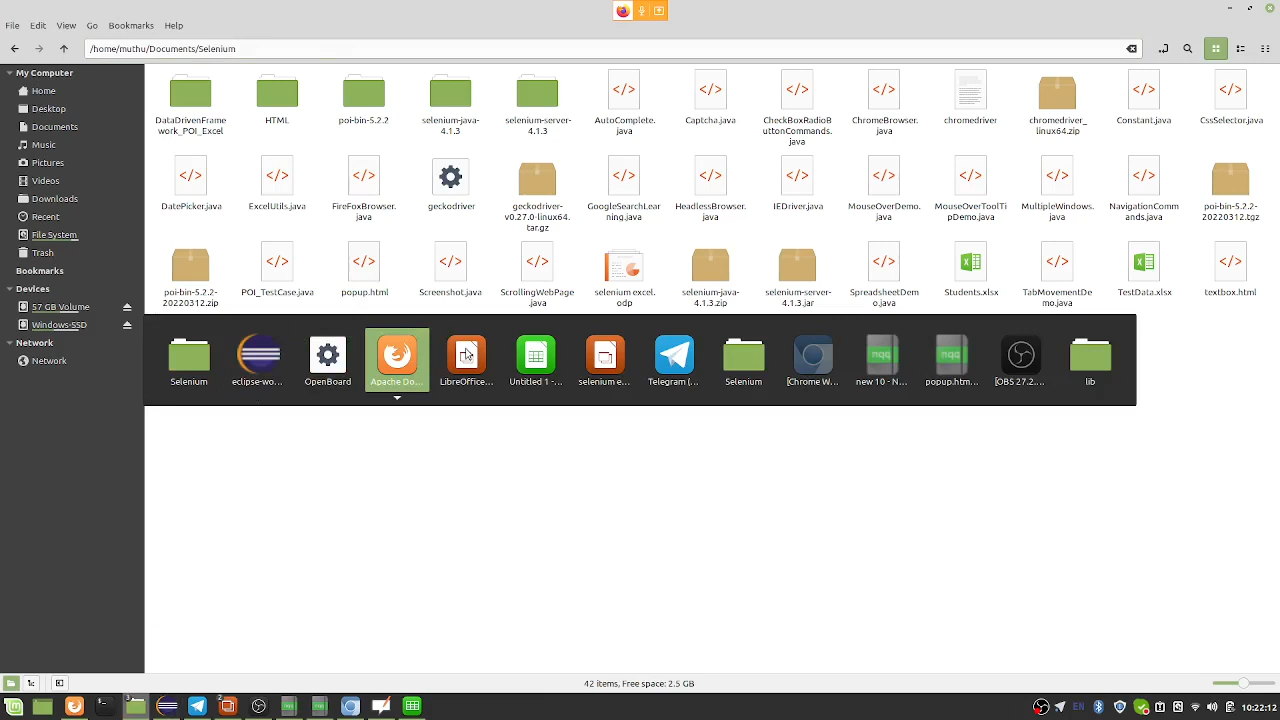 File Edit View Go Bookmarks Help
/home/muthu/Documents/Selenium
My Computer
Home
Desktop
Documents
Music
Pictures
Videos
Downloads
Recent
File System
Trash
Bookmarks
Devices
57 GB Volume
Windows-SSD
Network
Network
DataDrivenFrame
work_POI_Excel
HTML
poi-bin-5.2.2
selenium-java-
4.1.3
selenium-server-
4.1.3
AutoComplete.
java
Captcha.java
CheckBoxRadioB
uttonCommands.
java
ChromeBrowser.
java
chromedriver
chromedriver_
linux64.zip
Constant.java
CssSelector.java
DatePicker.java
ExcelUtils.java
FireFoxBrowser.
java
geckodriver
geckodriver-
v0.27.0-linux64.
tar.gz
GoogleSearchLear
ning.java
HeadlessBrowser.
java
IEDriver.java
MouseOverDemo.
java
MouseOverToolTi
pDemo.java
MultipleWindows.
java
NavigationComm
ands.java
poi-bin-5.2.2-
20220312.tgz
poi-bin-5.2.2-
20220312.zip
POI_TestCase.java
popup.html
Screenshot.java
ScrollingWebPage
.java
selenium excel.
odp
selenium-java-
4.1.3.zip
selenium-server-
4.1.3.jar
SpreadsheetDem
o.java
Students.xlsx
TabMovementDe
mo.java
TestData.xlsx
textbox.html
Selenium
eclipse-wo...
OpenBoard
Apache Do...
LibreOffice...
Untitled 1 -...
selenium e...
Telegram (...
Selenium
[Chrome W...
nqq
new 10 - N...
nqq
popup.htm...
[OBS 27.2....
lib
42 items, Free space: 2.5 GB
3
2
EN
10:22:12